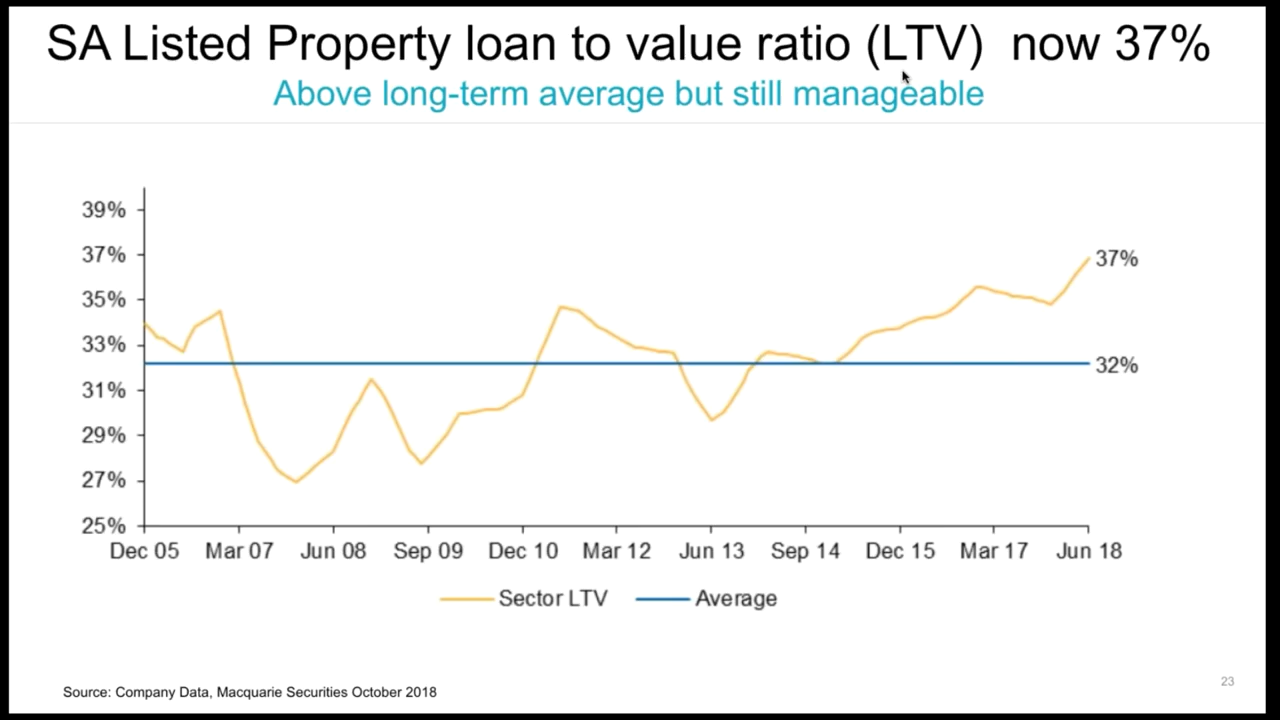 SA Listed Property loan to value ratio (LTV) now 37%
Above long-term average but still manageable
39%
37%
35%
33%
31%
29%
27%
25%
37%
32%
Dec 05 Mar 07 Jun 08 Sep 09 Dec 10 Mar 12 Jun 13 Sep 14 Dec 15 Mar 17 Jun 18
Sector LTV Average
Source: Company Data, Macquarie Securities October 2018
23